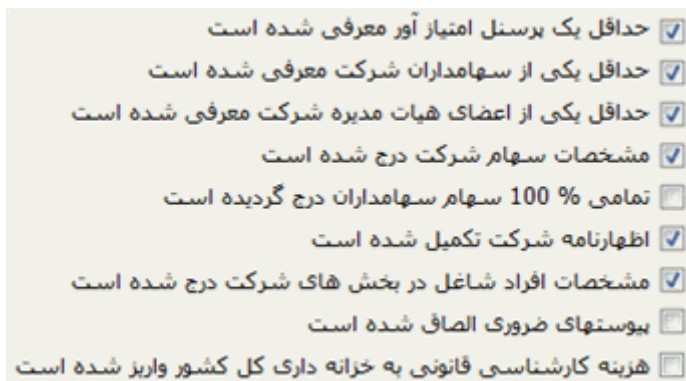 حداقل یک پرسنل امتیاز آور معرفی شده است
حداقل یکی از سهامداران شرکت معرفی شده است
حداقل یکی از اعضای هیات مدیره شرکت معرفی شده است
مشخصات سهام شرکت درج شده است
تمامی % 100 سهام سهامداران درج گردیده است
اظهارنامه شرکت تکمیل شده است
مشخصات افراد شاغل در بخش های شرکت درج شده است
پیوستهای ضروری الصاق شده است
هزینه کارشناسی قانونی به خزانه داری کل کشور واریز شده است